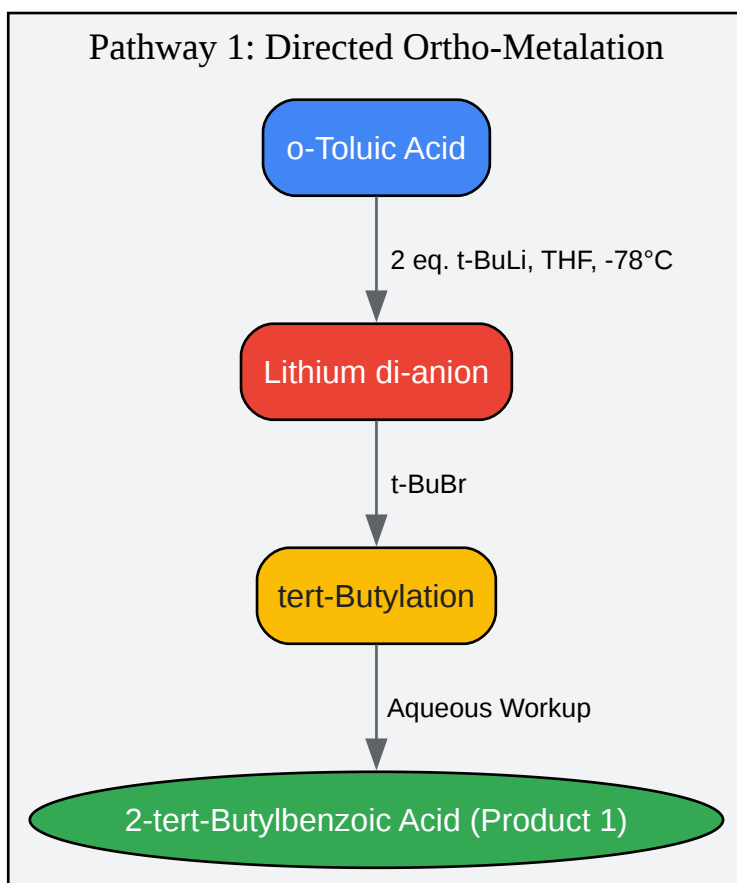 Pathway 1: Directed Ortho-Metalation
o-Toluic Acid
2 eq. t-BuLi, THF, -78°C
Lithium di-anion
t-BuBr
tert-Butylation
Aqueous Workup
2-tert-Butylbenzoic Acid (Product 1)